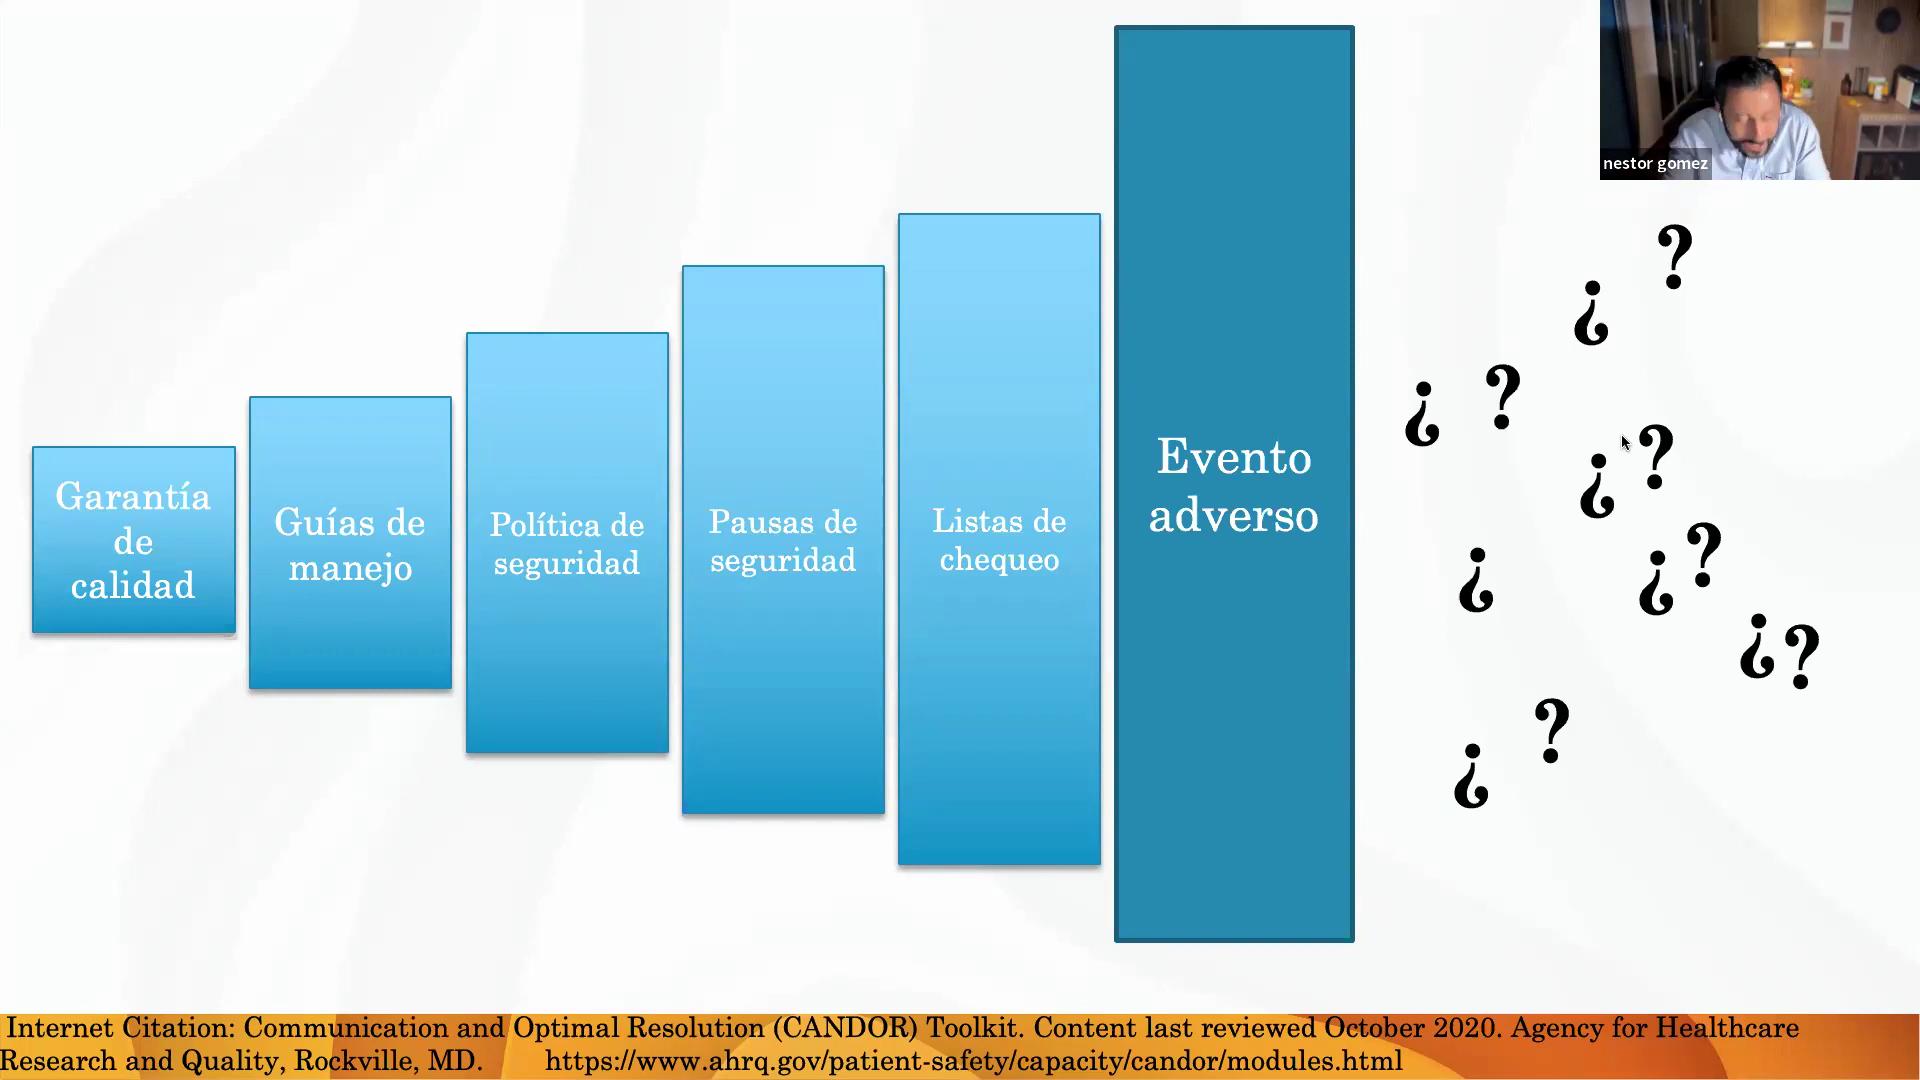 nestor gomez
Garantía
de
calidad
Guías de
manejo
Política de
seguridad
Pausas de
seguridad
Listas de
chequeo
Evento
adverso
?
¿
¿ ?
¿ ?
¿
¿ ?
¿ ?
?
¿
Internet Citation: Communication and Optimal Resolution (CANDOR) Toolkit. Content last reviewed October 2020. Agency for Healthcare
Research and Quality, Rockville, MD. https://www.ahrq.gov/patient-safety/capacity/candor/modules.html